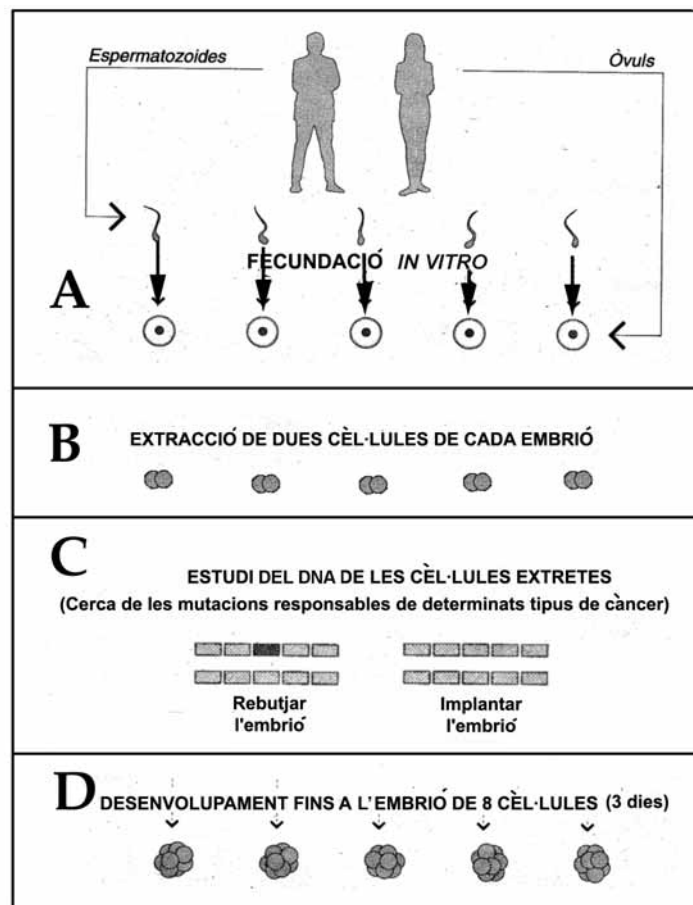 Espermatozoides
Òvuls
FECUNDACIÓ IN VITRO
A
B
EXTRACCIÓ DE DUES CÈL·LULES DE CADA EMBRIÓ
C
ESTUDI DEL DNA DE LES CÈL·LULES EXTRETES
(Cerca de les mutacions responsables de determinats tipus de càncer)
Rebutjar
l'embrió
Implantar
l'embrió
D
DESENVOLUPAMENT FINS A L'EMBRIÓ DE 8 CÈL·LULES (3 dies)